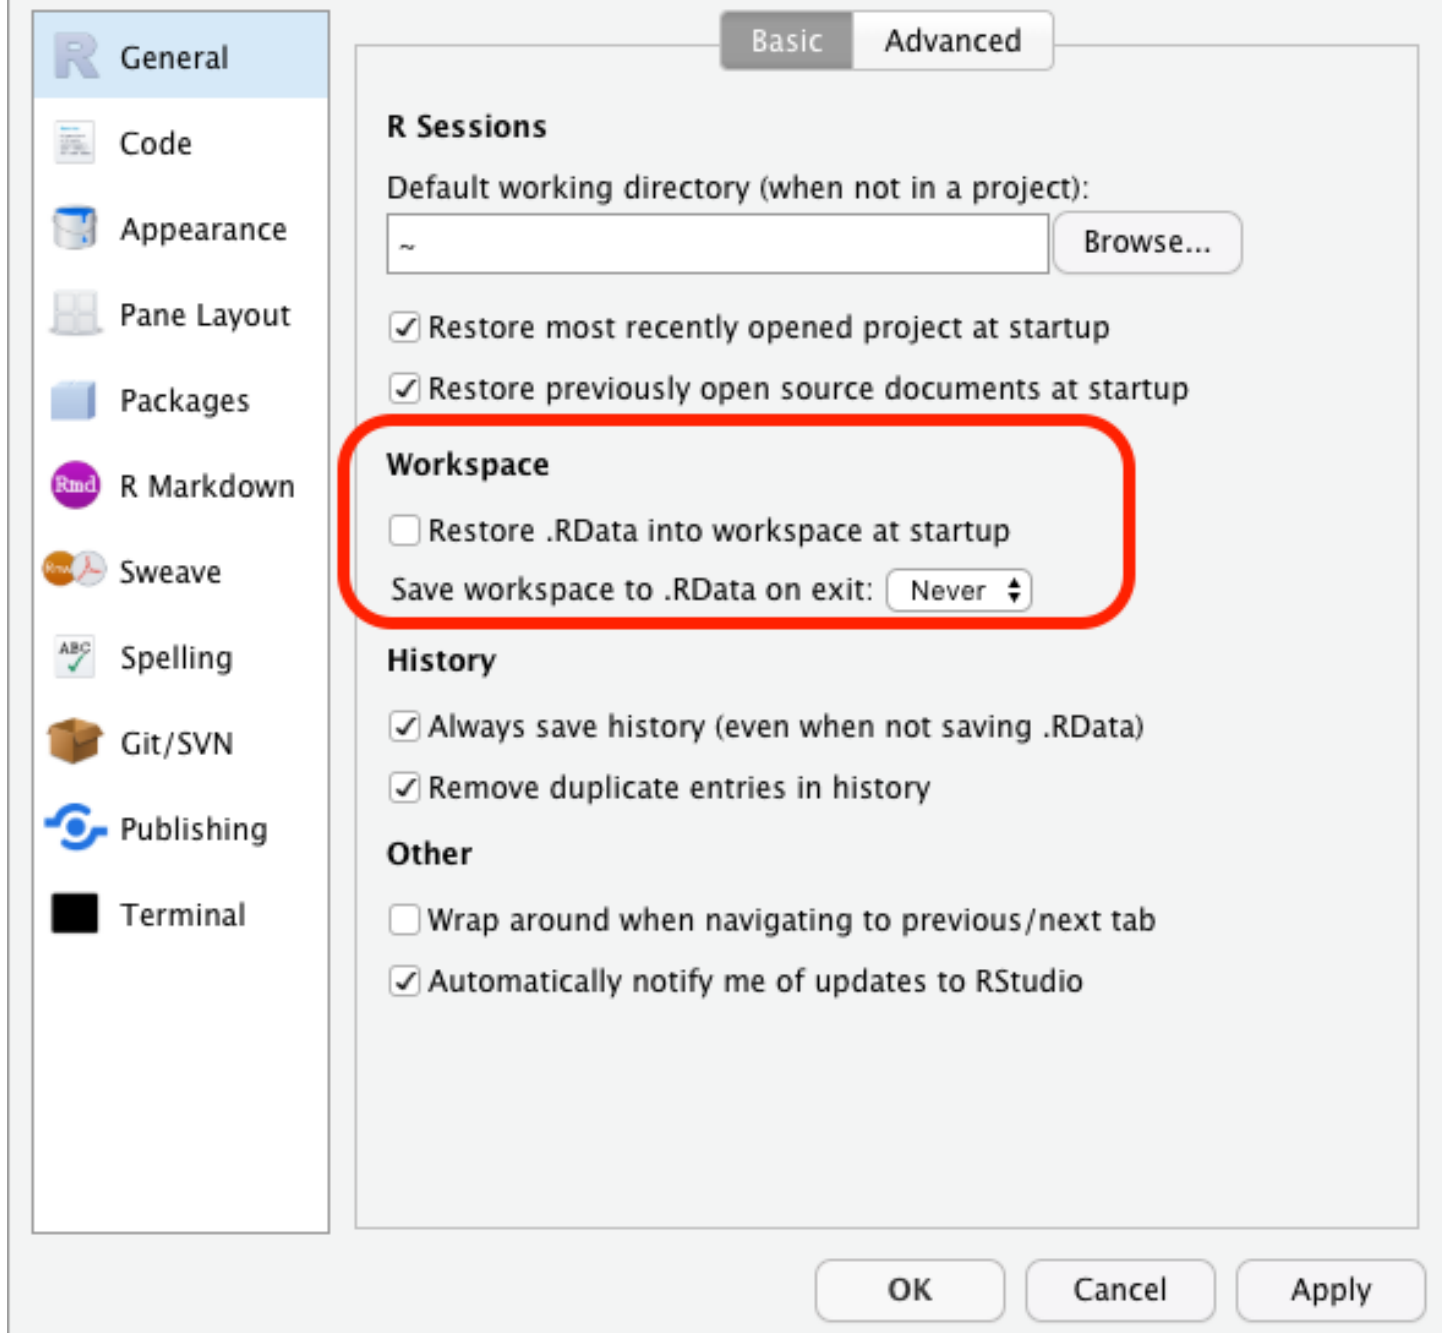 General
Code
Appearance
Pane Layout
Packages
Rmd R Markdown
Rnw Sweave
ABC Spelling
Git/SVN
Publishing
Terminal
Basic Advanced
R Sessions
Default working directory (when not in a project):
~ Browse...
Restore most recently opened project at startup
Restore previously open source documents at startup
Workspace
Restore .RData into workspace at startup
Save workspace to .RData on exit: Never
History
Always save history (even when not saving .RData)
Remove duplicate entries in history
Other
Wrap around when navigating to previous/next tab
Automatically notify me of updates to RStudio
OK Cancel Apply